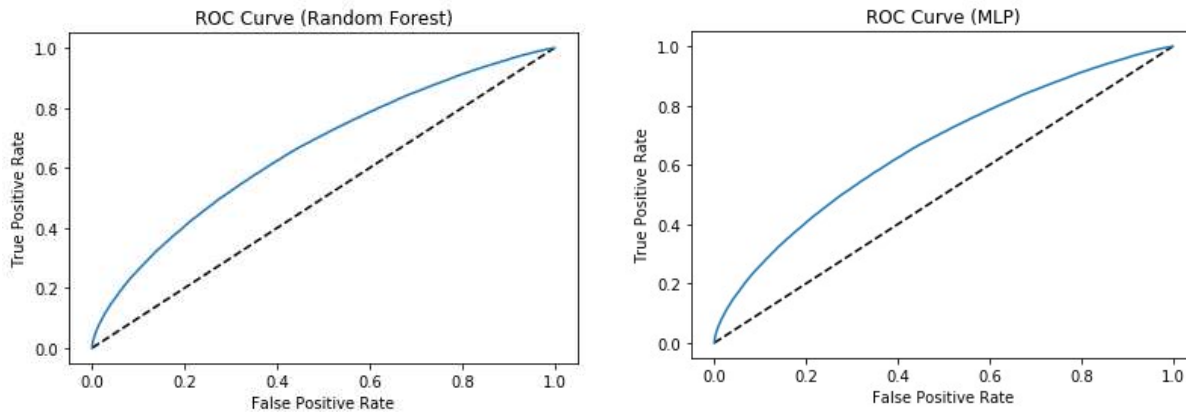 ROC Curve (Random Forest)
1.0
0.8
0.6
0.4
0.2
0.0
True Positive Rate
0.0 0.2 0.4 0.6 0.8 1.0
False Positive Rate
ROC Curve (MLP)
1.0
0.8
0.6
0.4
0.2
0.0
True Positive Rate
0.0 0.2 0.4 0.6 0.8 1.0
False Positive Rate